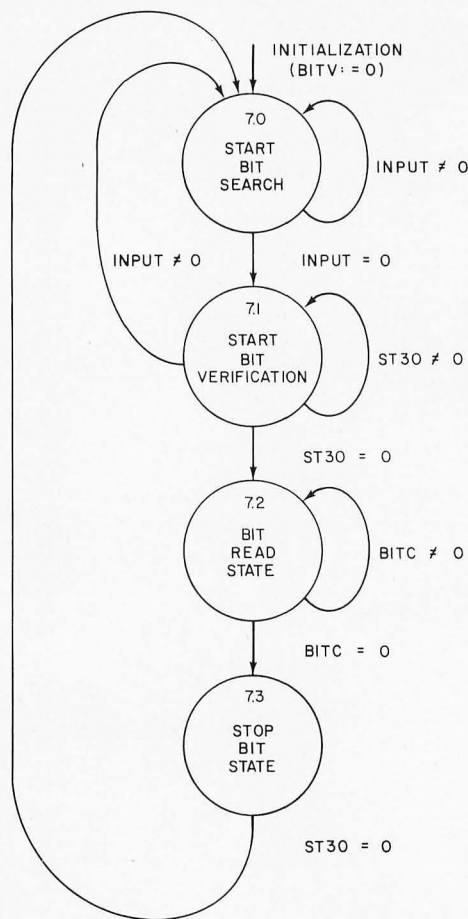 INITIALIZATION
(BITV: = 0)
7.0
START
BIT
SEARCH
INPUT ≠ 0
INPUT ≠ 0
INPUT = 0
7.1
START
BIT
VERIFICATION
ST30 ≠ 0
ST30 = 0
7.2
BIT
READ
STATE
BITC ≠ 0
BITC = 0
7.3
STOP
BIT
STATE
ST30 = 0